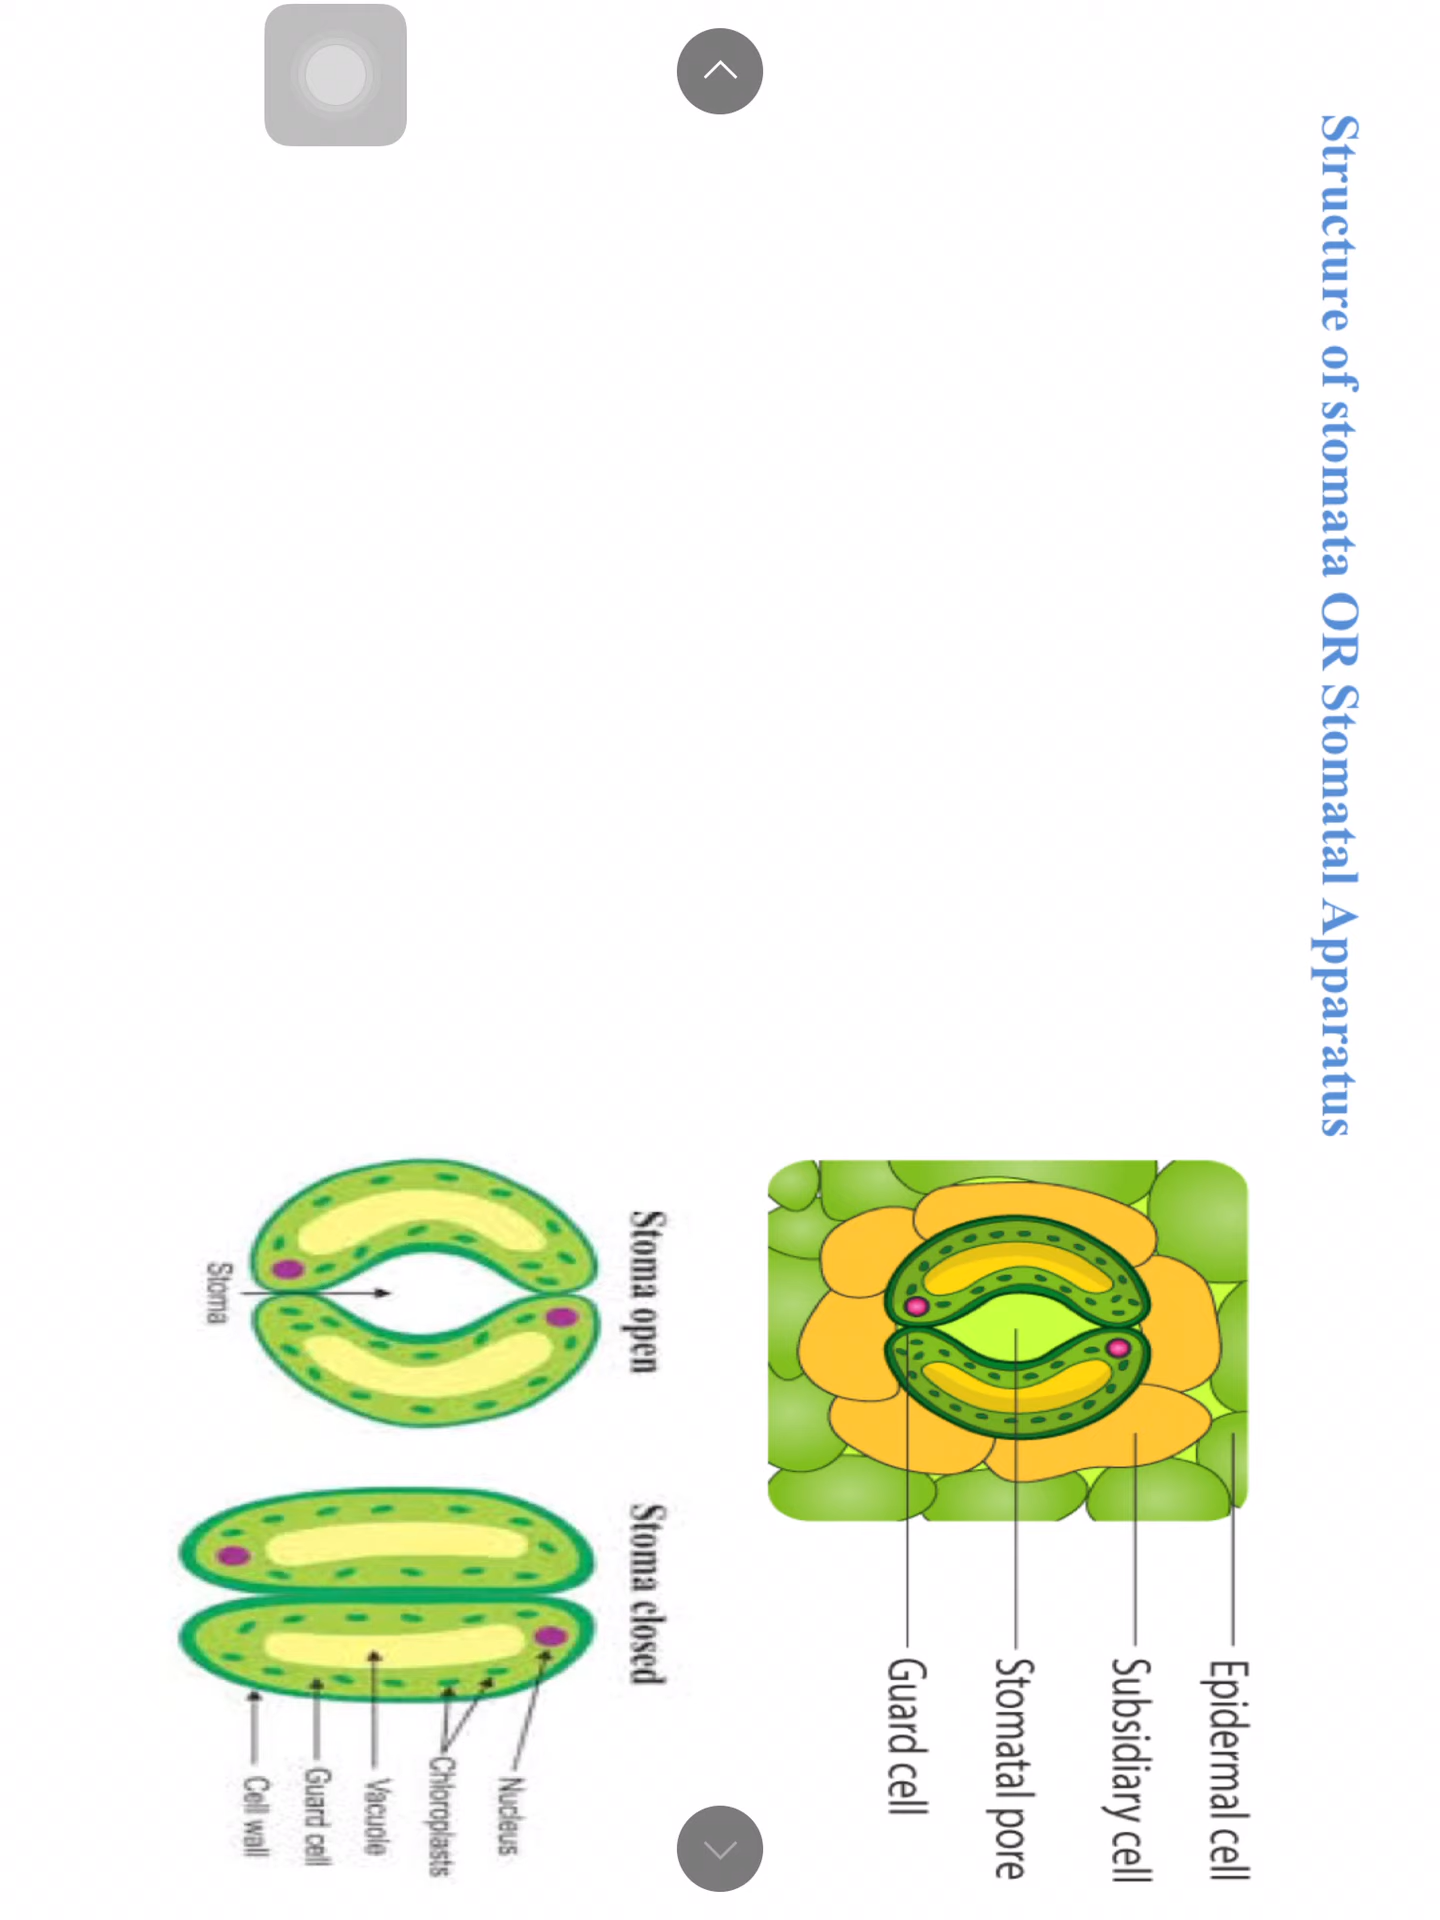 Structure of stomata OR Stomatal Apparatus
Epidermal cell
Subsidiary cell
Stomatal pore
Guard cell
Stoma open
Stoma closed
Nucleus
Chloroplasts
Vacuole
Guard cell
Cell wall
Stoma